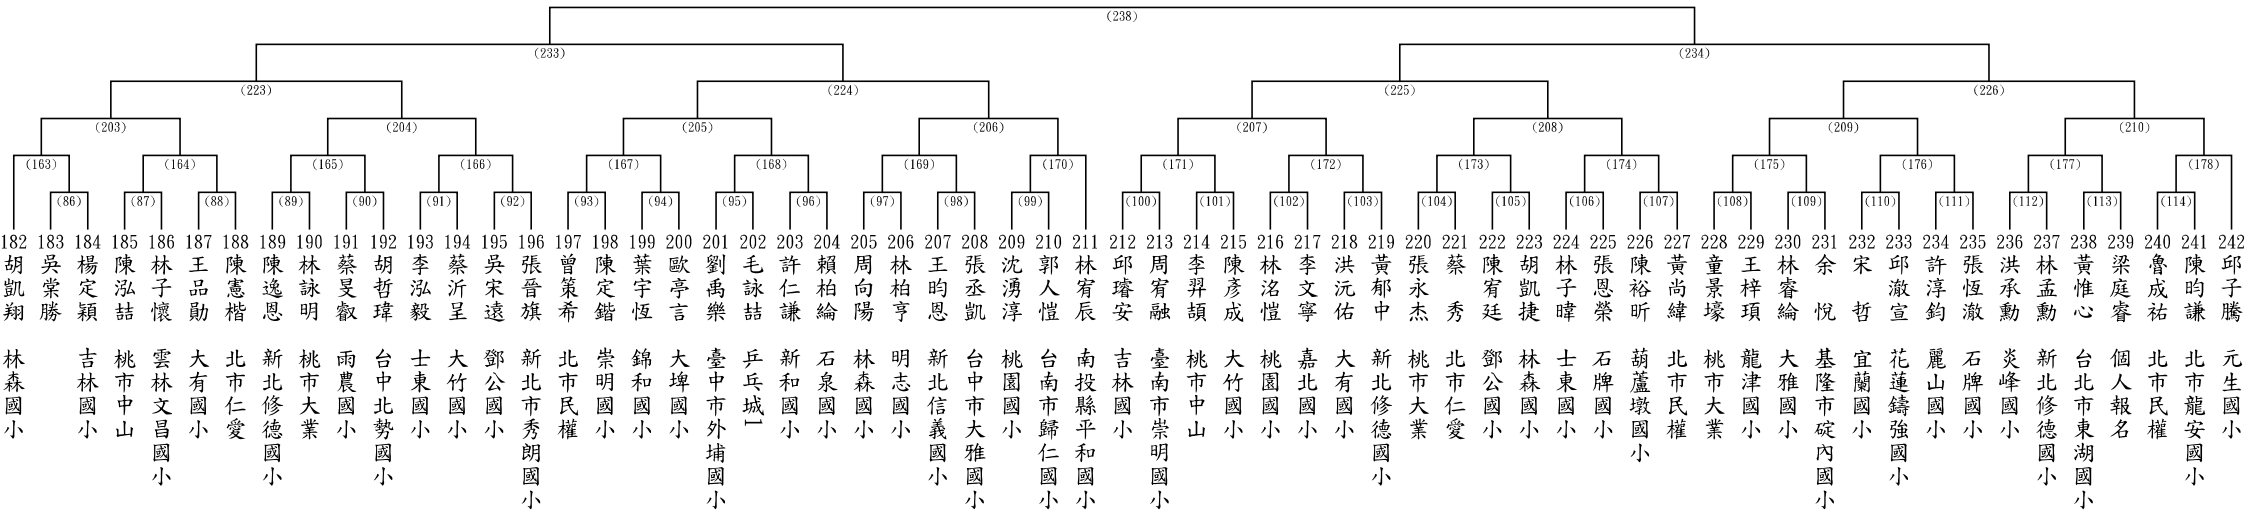 (238)
(233) (234)
(223) (224) (225) (226)
(203) (204) (205) (206) (207) (208) (209) (210)
(163) (164) (165) (166) (167) (168) (169) (170) (171) (172) (173) (174) (175) (176) (177) (178)
(86) (87) (88) (89) (90) (91) (92) (93) (94) (95) (96) (97) (98) (99) (100) (101) (102) (103) (104) (105) (106) (107) (108) (109) (110) (111) (112) (113) (114)
182 胡凱翔 林森國小
183 吳棠勝
184 楊定穎 吉林國小
185 陳泓喆 桃市中山
186 林子懷 雲林文昌國小
187 王品勛 大有國小
188 陳憲楷 北市仁愛
189 陳逸恩 新北修德國小
190 林詠明 桃市大業
191 蔡旻叡 雨農國小
192 胡哲瑋 台中北勢國小
193 李泓毅 士東國小
194 蔡沂呈 大竹國小
195 吳宋遠 鄧公國小
196 張晉旗 新北市秀朗國小
197 曾策希 北市民權
198 陳定鍇 崇明國小
199 葉宇恆 錦和國小
200 歐亭言 大埤國小
201 劉禹樂 臺中市外埔國小
202 毛詠喆 乒乓城1
203 許仁謙 新和國小
204 賴柏綸 石泉國小
205 周向陽 林森國小
206 林柏亨 明志國小
207 王昀恩 新北信義國小
208 張丞凱 台中市大雅國小
209 沈湧淳 桃園國小
210 郭人愷 台南市歸仁國小
211 林宥辰 南投縣平和國小
212 邱璿安 吉林國小
213 周宥融 臺南市崇明國小
214 李羿頡 桃市中山
215 陳彥成 大竹國小
216 林洺愷 桃園國小
217 李文寧 嘉北國小
218 洪沅佑 大有國小
219 黃郁中 新北修德國小
220 張永杰 桃市大業
221 蔡秀 北市仁愛
222 陳宥廷 鄧公國小
223 胡凱捷 林森國小
224 林子暐 士東國小
225 張恩榮 石牌國小
226 陳裕昕 葫蘆墩國小
227 黃尚緯 北市民權
228 童景壕 桃市大業
229 王梓頊 龍津國小
230 林睿綸 大雅國小
231 余悅 基隆市碇內國小
232 宋哲 宜蘭國小
233 邱澈宣 花蓮鑄強國小
234 許淳鈞 麗山國小
235 張恆澈 石牌國小
236 洪承勳 炎峰國小
237 林孟勳 新北修德國小
238 黃惟心 台北市東湖國小
239 梁庭睿 個人報名
240 魯成祐 北市民權
241 陳昀謙 北市龍安國小
242 邱子騰 元生國小